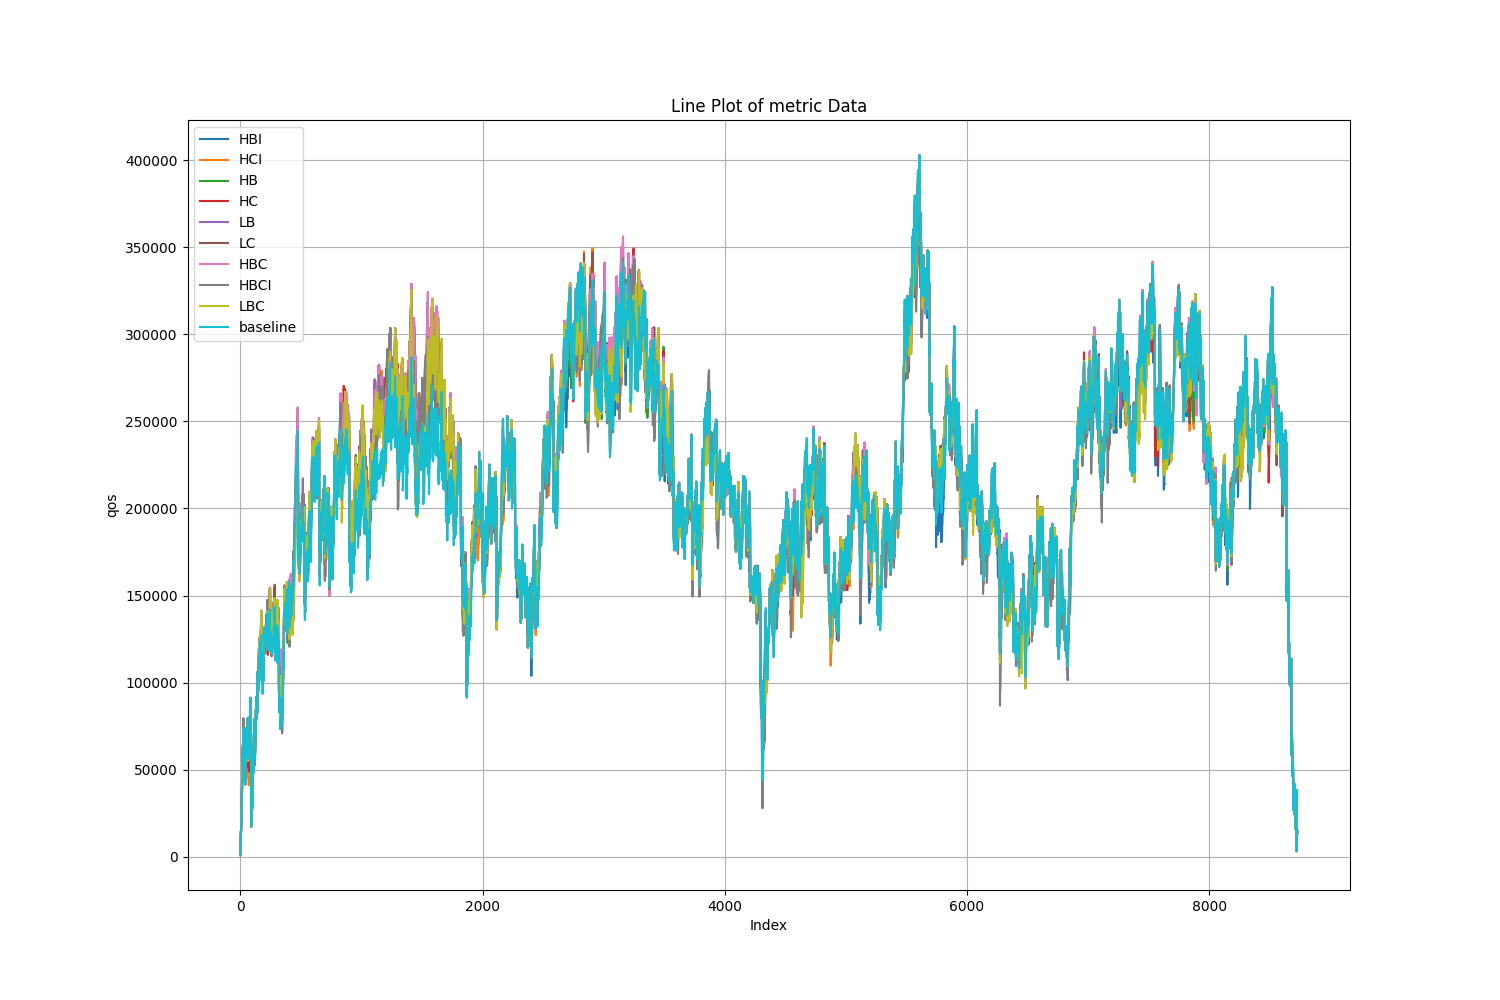 Line Plot of metric Data
HBI
HCI
HB
HC
LB
LC
HBC
HBCI
LBC
baseline
400000
350000
300000
250000
200000
150000
100000
50000
0
qos
0 2000 4000 6000 8000
Index